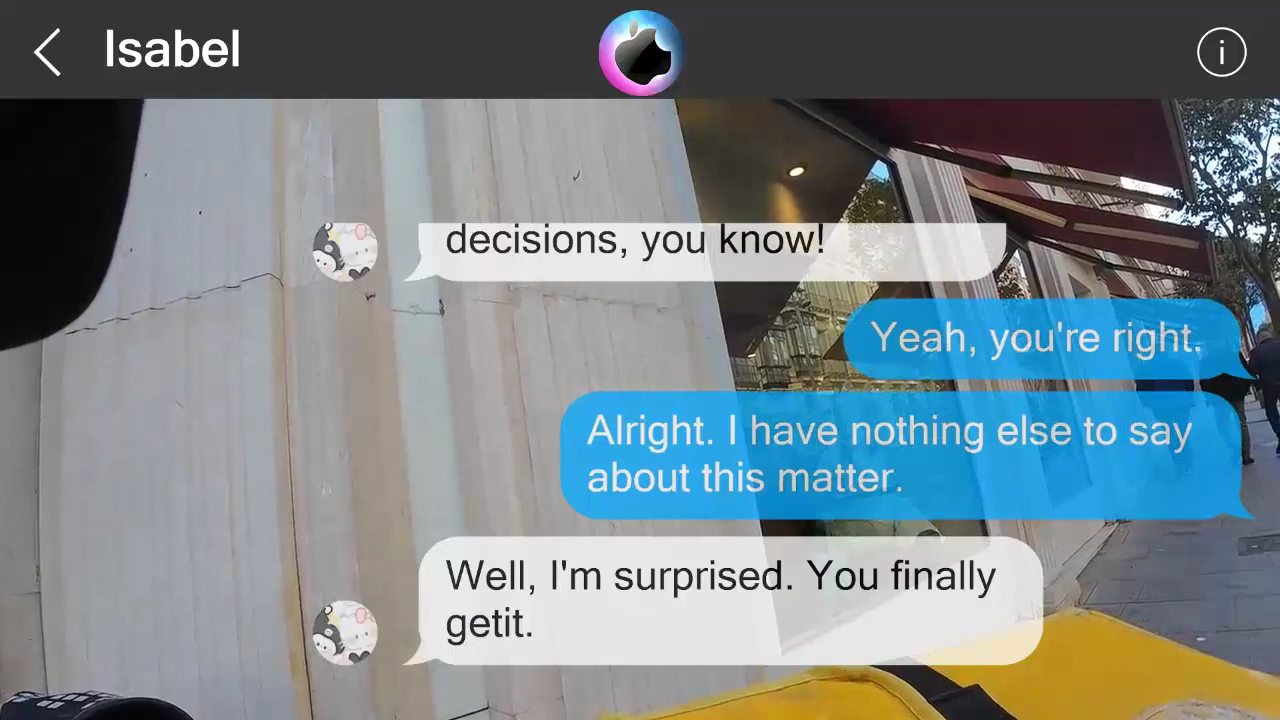 Isabel
decisions, you know!
Yeah, you're right.
Alright. I have nothing else to say
about this matter.
Well, I'm surprised. You finally
getit.